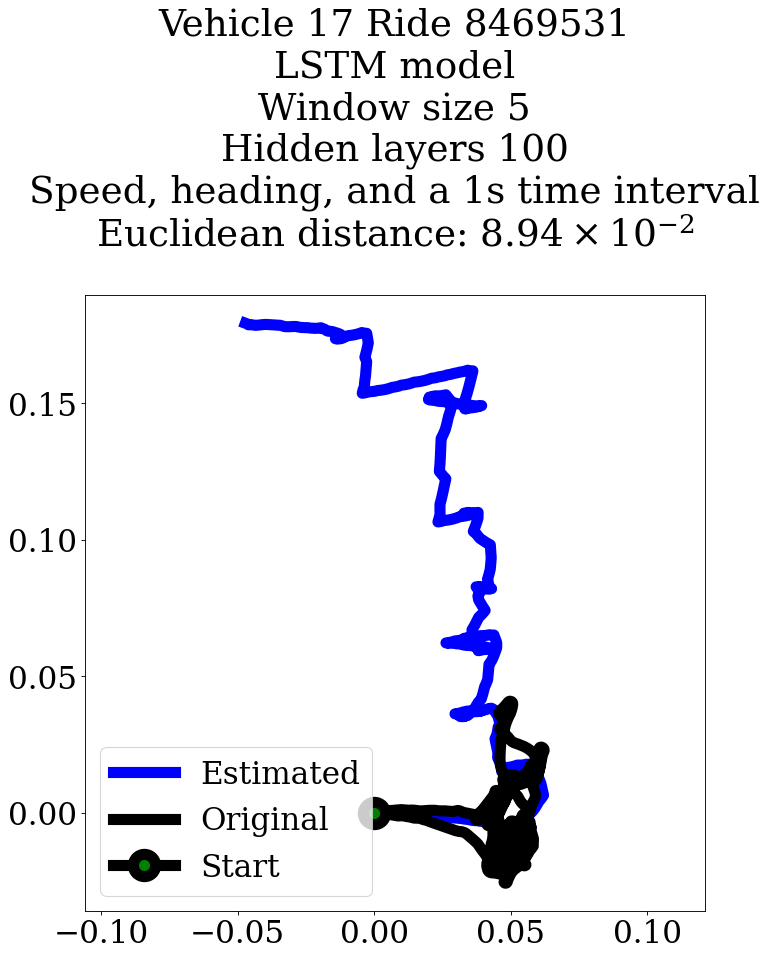 Vehicle 17 Ride 8469531
LSTM model
Window size 5
Hidden layers 100
Speed, heading, and a 1s time interval
Euclidean distance: 8.94 × 10⁻²
0.15
0.10
0.05
0.00
Estimated
Original
Start
−0.10 −0.05 0.00 0.05 0.10